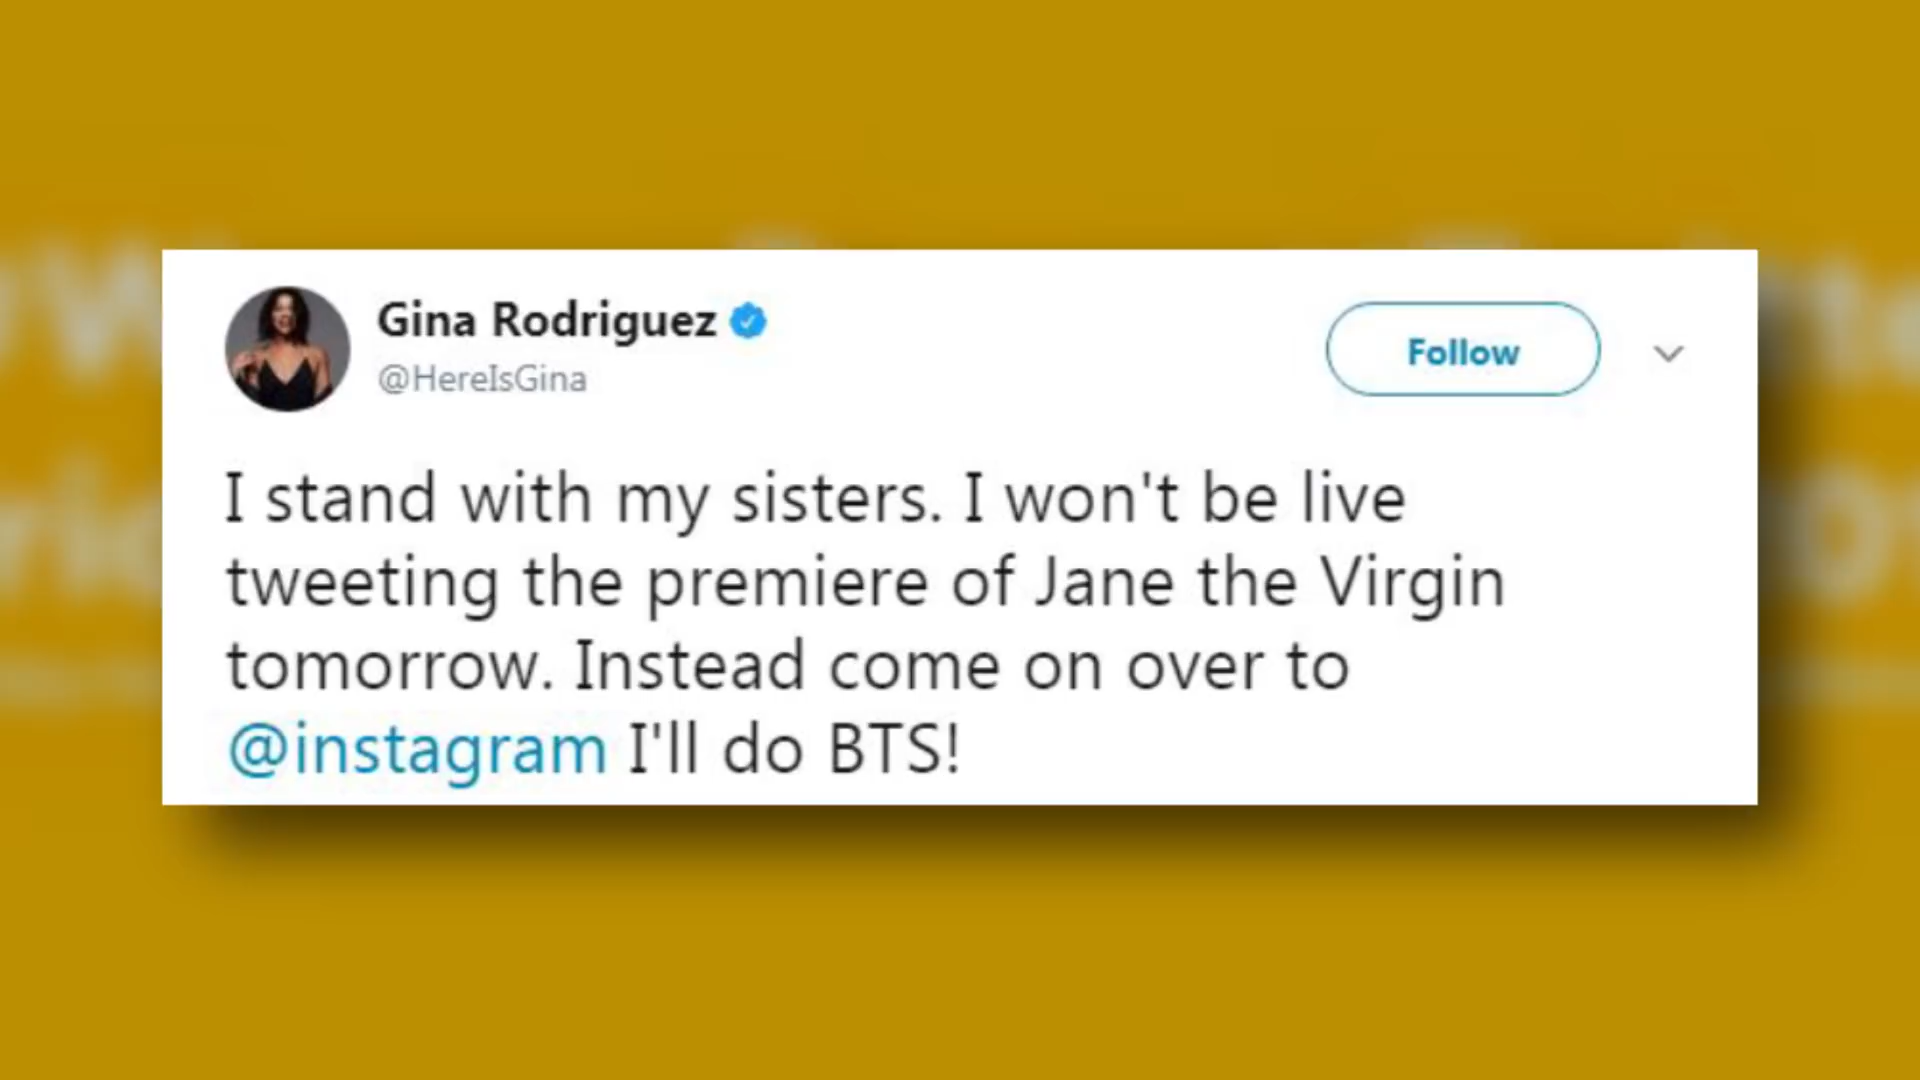 Gina Rodriguez
@HereIsGina
Follow
I stand with my sisters. I won't be live
tweeting the premiere of Jane the Virgin
tomorrow. Instead come on over to
@instagram I'll do BTS!